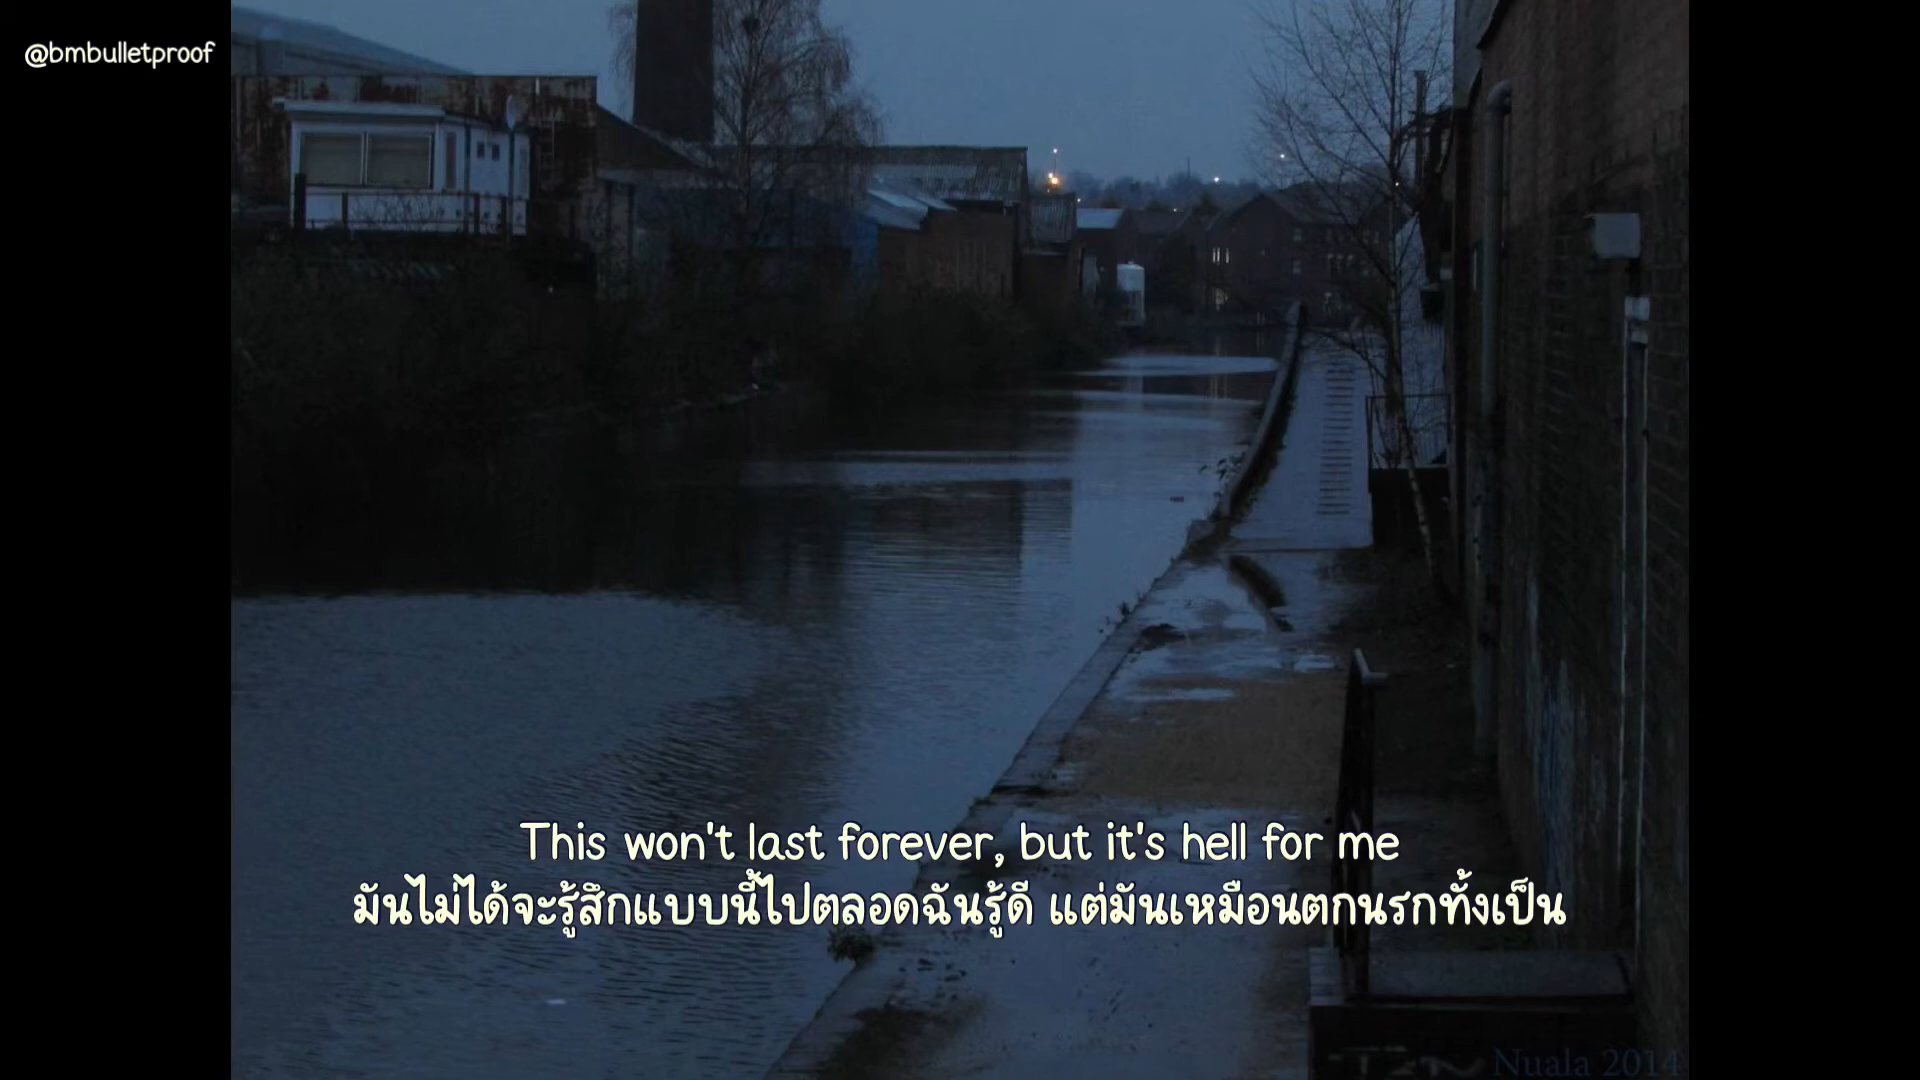 @bmbulletproof
This won't last forever, but it's hell for me
มันไม่ได้จะรู้สึกแบบนี้ไปตลอดฉันรู้ดี แต่มันเหมือนตกนรกทั้งเป็น
Nuala 2014